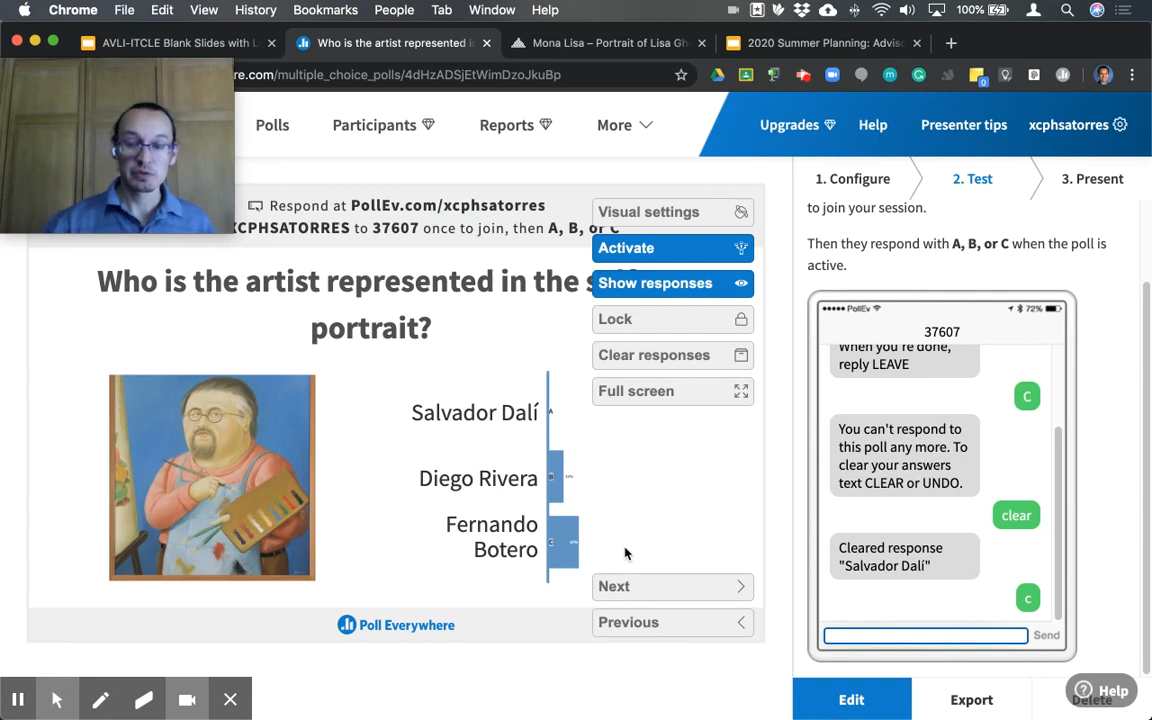 Chrome File Edit View History Bookmarks People Tab Window Help 100%
AVLI-ITCLE Blank Slides with L
Who is the artist represented i
Mona Lisa – Portrait of Lisa Gh
2020 Summer Planning: Advis
re.com/multiple_choice_polls/4dHzADSjEtWimDzoJkuBp
0
Polls Participants Reports More Upgrades Help Presenter tips xcphsatorres
1. Configure 2. Test 3. Present
Respond at PollEv.com/xcphsatorres
XCPHSATORRES to 37607 once to join, then A, B, or C
Who is the artist represented in the s
portrait?
Salvador Dalí
A
Diego Rivera
Fernando
Botero
Poll Everywhere
Visual settings
Activate
Show responses
Lock
Clear responses
Full screen
Next
Previous
to join your session.
Then they respond with A, B, or C when the poll is
active.
PollEv 72%
37607
When you're done,
reply LEAVE
C
You can't respond to
this poll any more. To
clear your answers
text CLEAR or UNDO.
clear
Cleared response
"Salvador Dalí"
c
Send
Edit Export Delete
Help